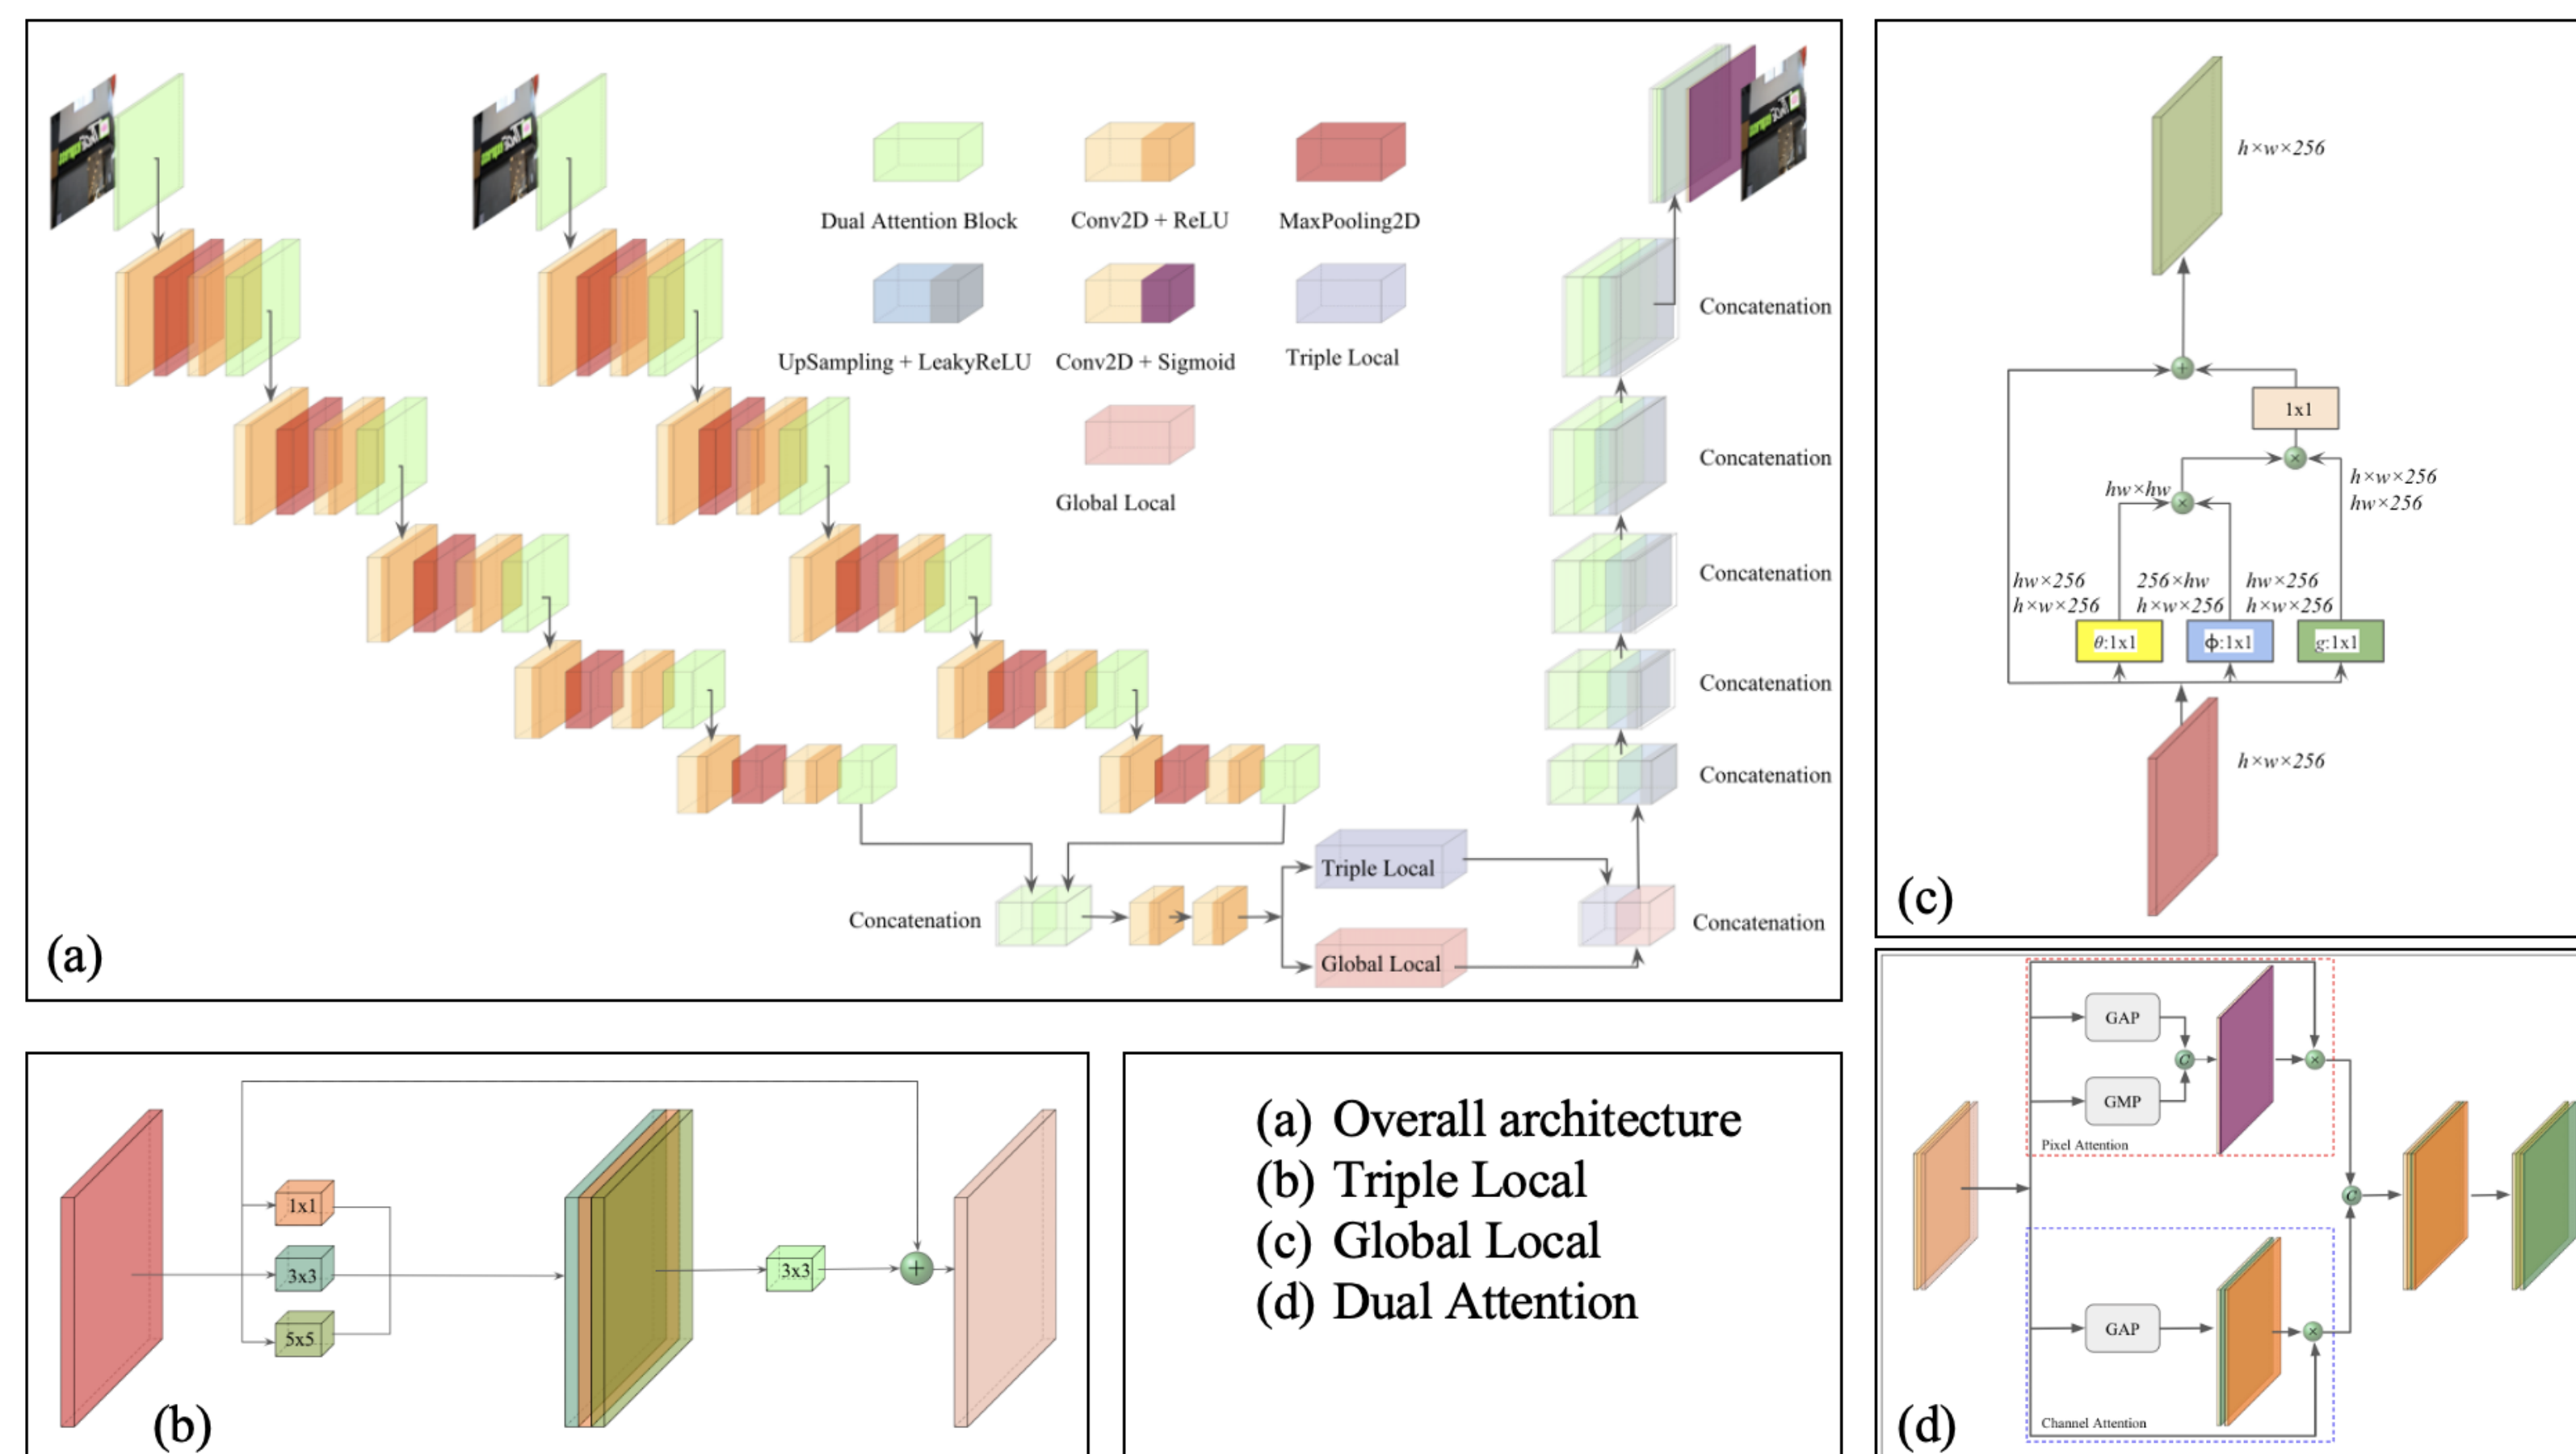 Dual Attention Block
Conv2D + ReLU
MaxPooling2D
UpSampling + LeakyReLU
Conv2D + Sigmoid
Triple Local
Global Local
Concatenation
Concatenation
Concatenation
Concatenation
Concatenation
Concatenation
Triple Local
Global Local
Concatenation
(a)
1x1
3x3
5x5
3x3
+
(b)
(a) Overall architecture
(b) Triple Local
(c) Global Local
(d) Dual Attention
h×w×256
+
1x1
×
h×w×256
hw×256
hw×hw
×
hw×256
h×w×256
256×hw
h×w×256
hw×256
h×w×256
θ:1x1
ϕ:1x1
g:1x1
h×w×256
(c)
GAP
C
×
GMP
Pixel Attention
C
GAP
×
Channel Attention
(d)